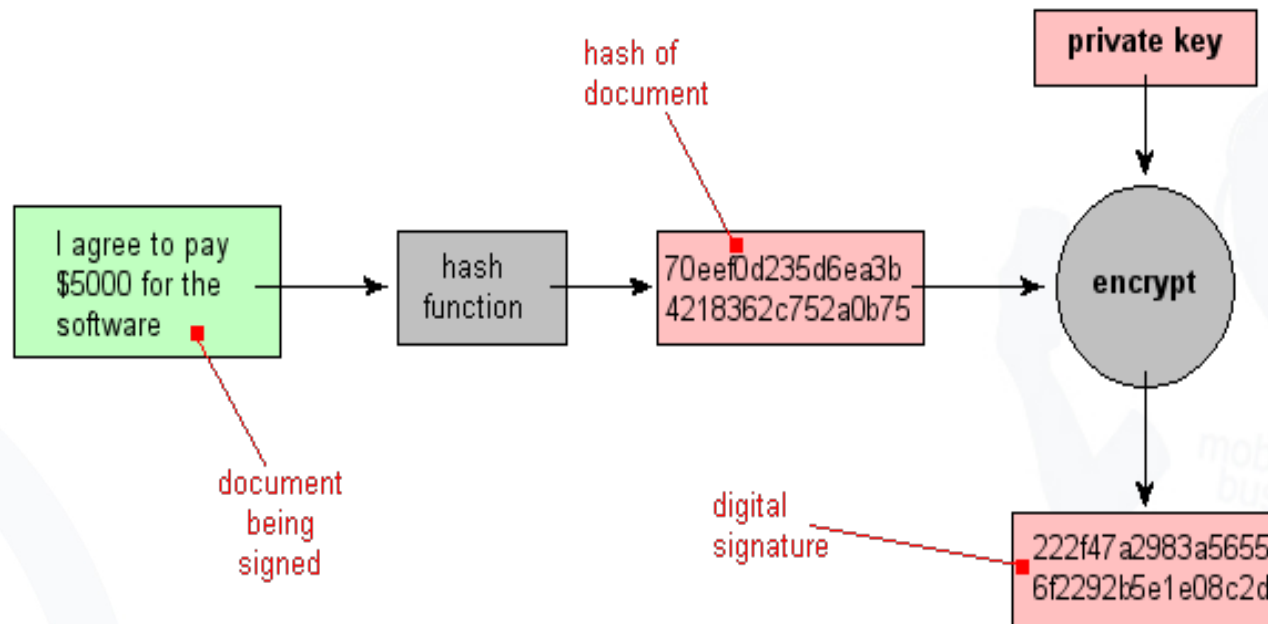 hash of
document
private key
I agree to pay
$5000 for the
software
hash
function
70eef0d235d6ea3b
4218362c752a0b75
encrypt
document
being
signed
digital
signature
222f47a2983a5655
6f2292b5e1e08c2d